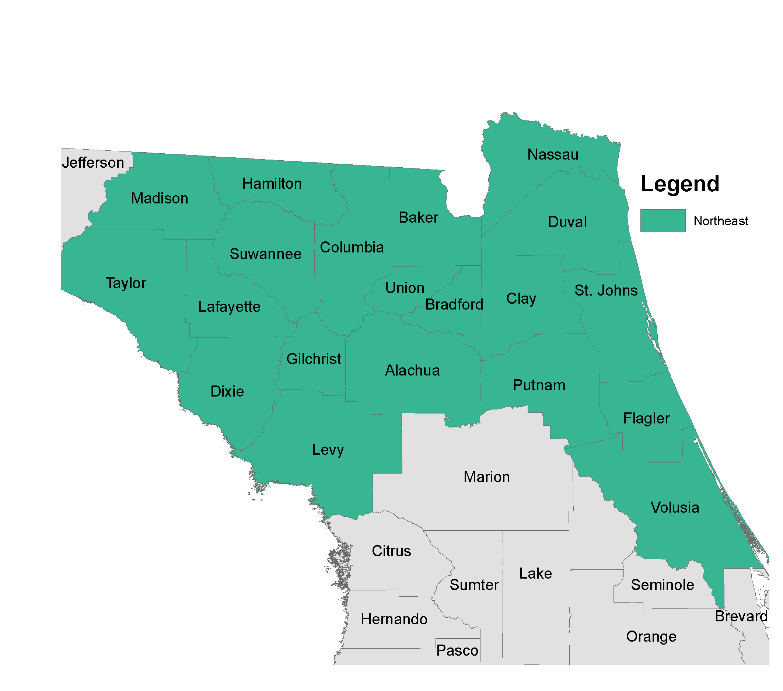 Nassau
Jefferson
Legend
Hamilton
Madison
Baker
Northeast
Duval
Columbia
Suwannee
Taylor
Union
St. Johns
Clay
Bradford
Lafayette
Gilchrist
Alachua
Putnam
Dixie
Flagler
Levy
Marion
Volusia
Citrus
Lake
Sumter
Seminole
Brevard
Hernando
Orange
Pasco